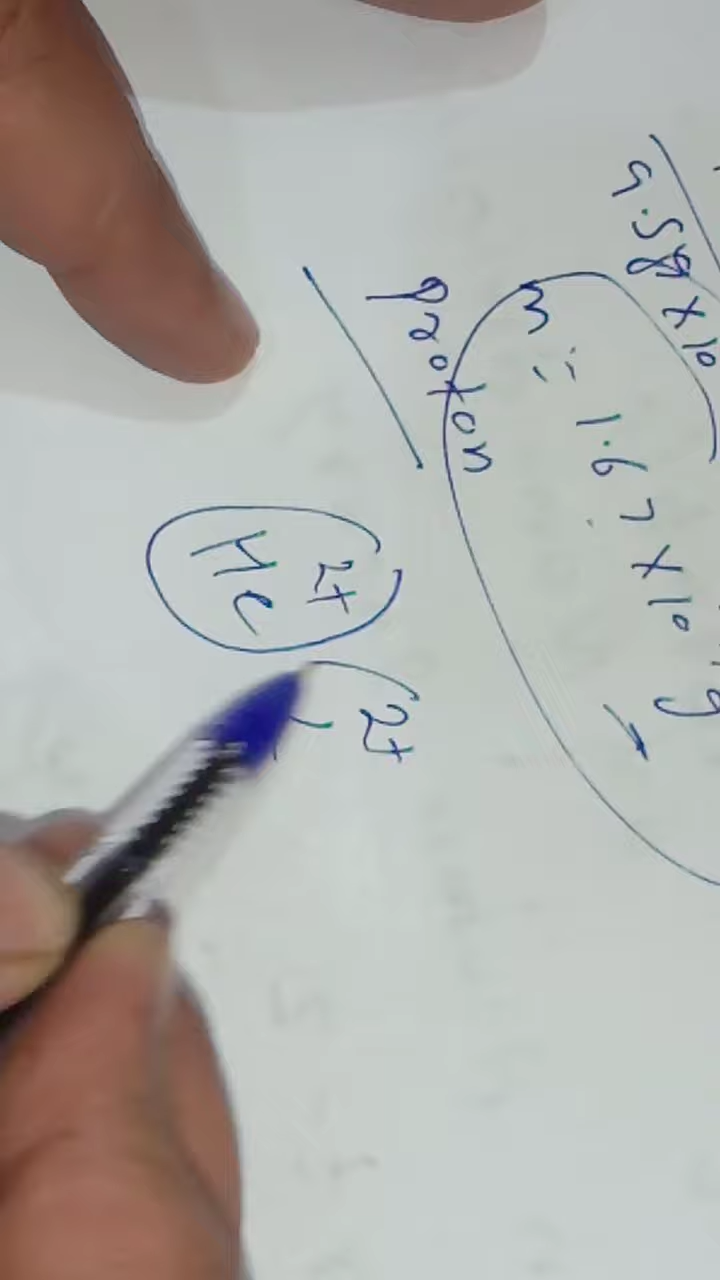 9.58 × 10
m = 1.67 × 10 g
proton
He 2+
2+